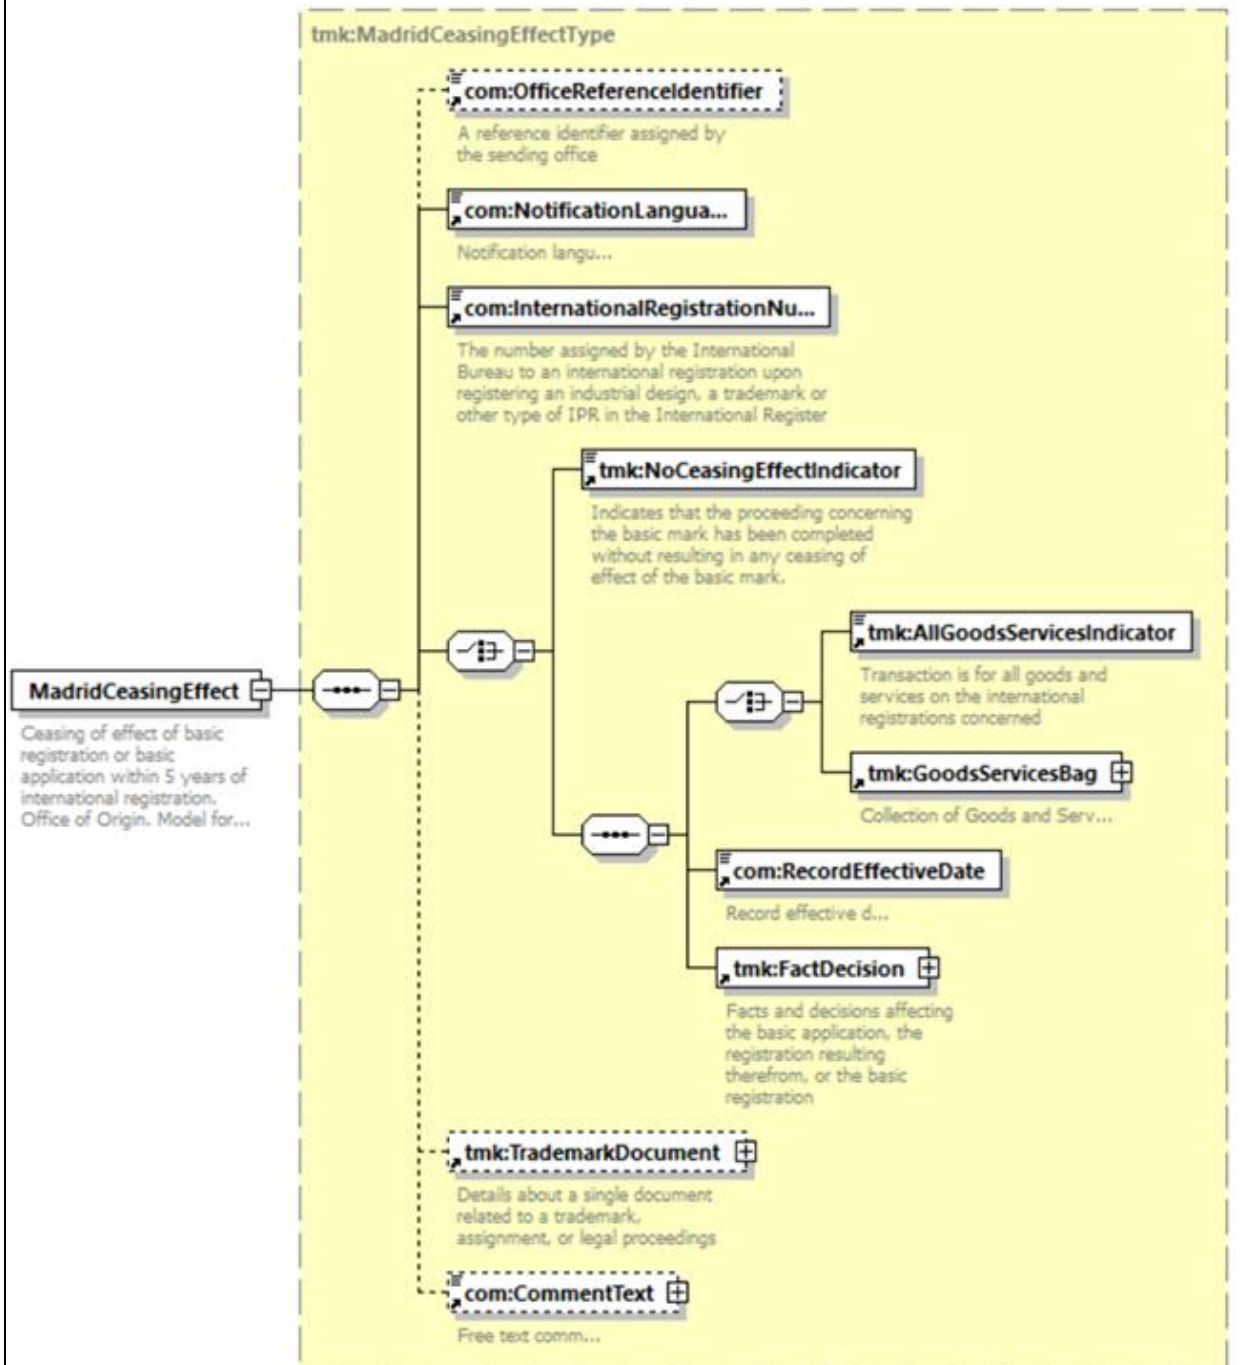 tmk:MadridCeasingEffectType
com:OfficeReferenceIdentifier
A reference identifier assigned by
the sending office
com:NotificationLangua...
Notification langu...
com:InternationalRegistrationNu...
The number assigned by the International
Bureau to an international registration upon
registering an industrial design, a trademark or
other type of IPR in the International Register
tmk:NoCeasingEffectIndicator
Indicates that the proceeding concerning
the basic mark has been completed
without resulting in any ceasing of
effect of the basic mark.
tmk:AllGoodsServicesIndicator
Transaction is for all goods and
services on the international
registrations concerned
MadridCeasingEffect
Ceasing of effect of basic
registration or basic
application within 5 years of
international registration.
Office of Origin. Model for...
tmk:GoodsServicesBag
Collection of Goods and Serv...
com:RecordEffectiveDate
Record effective d...
tmk:FactDecision
Facts and decisions affecting
the basic application, the
registration resulting
therefrom, or the basic
registration
tmk:TrademarkDocument
Details about a single document
related to a trademark,
assignment, or legal proceedings
com:CommentText
Free text comm...